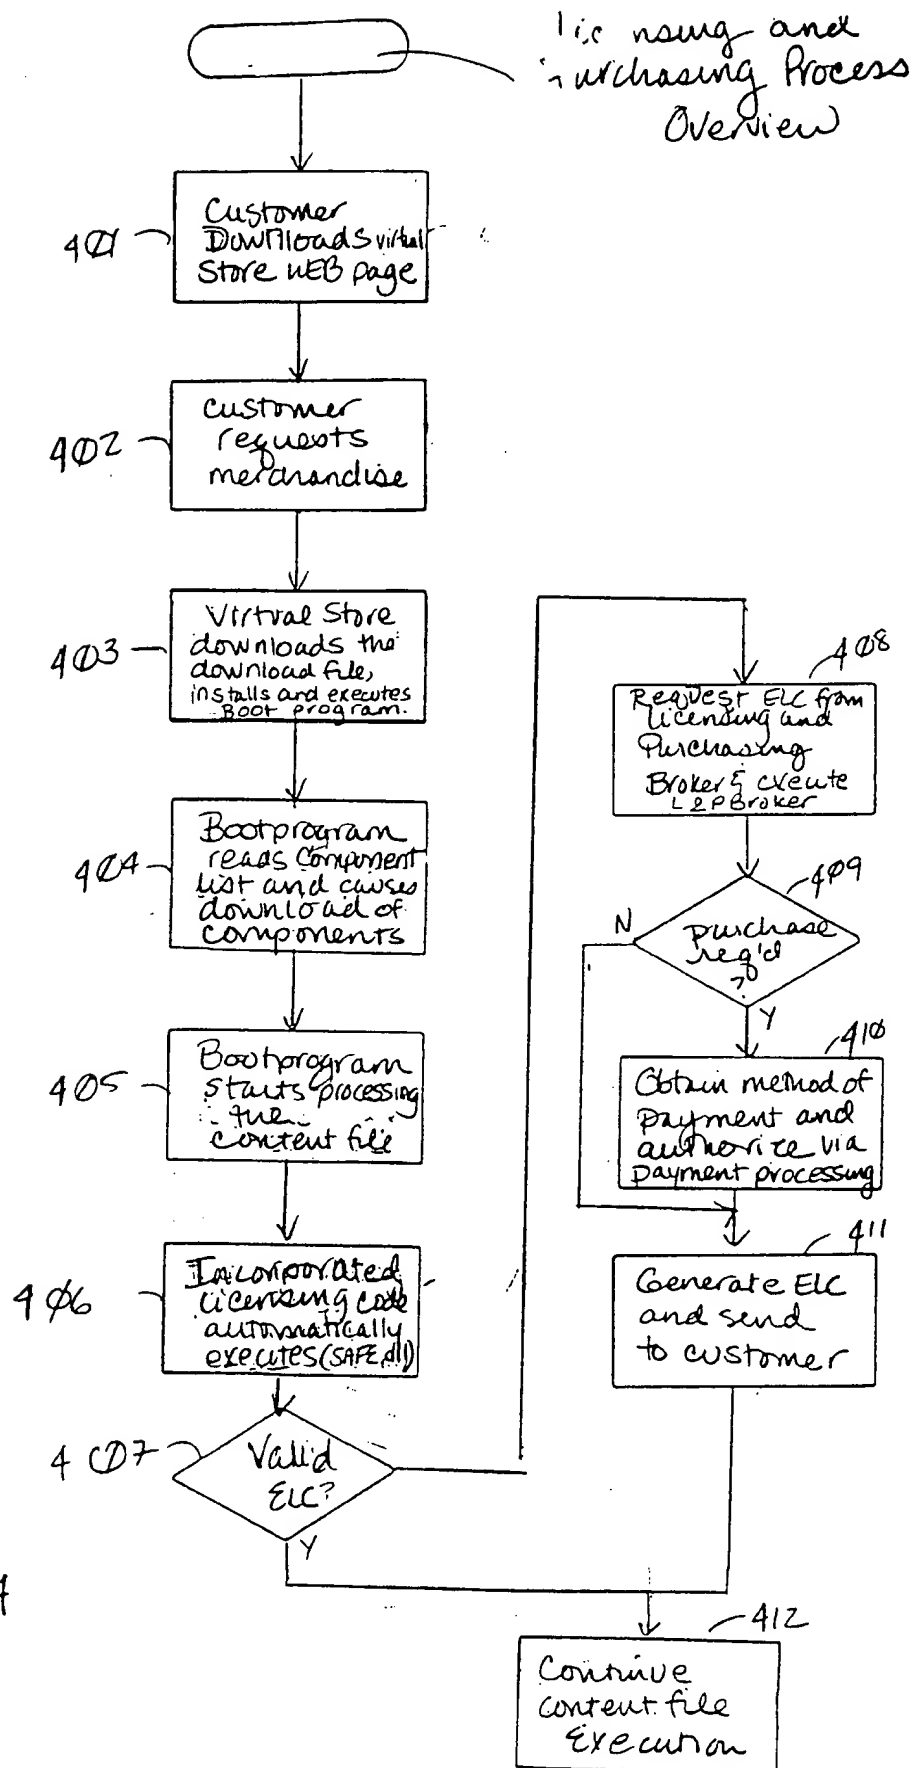 and
Purchasing Process
Overview
401
Customer
Downloads virtual
Store WEB page
402
Customer
requests
merchandise
403
Virtual Store
downloads the
download file,
installs and executes
Boot program.
404
Bootprogram
reads Component
list and causes
download of
components
405
Bootprogram
starts processing
the
content file
406
Incorporated
licensing code
automatically
executes (SAFE.dll)
407
Valid
ELC?
Y
408
Request ELC from
licensing and
Purchasing
Broker & execute
L&P Broker
409
N
purchase
req'd
?
Y
410
Obtain method of
payment and
authorize via
payment processing
411
Generate ELC
and send
to customer
4
412
Continue
content file
Execution